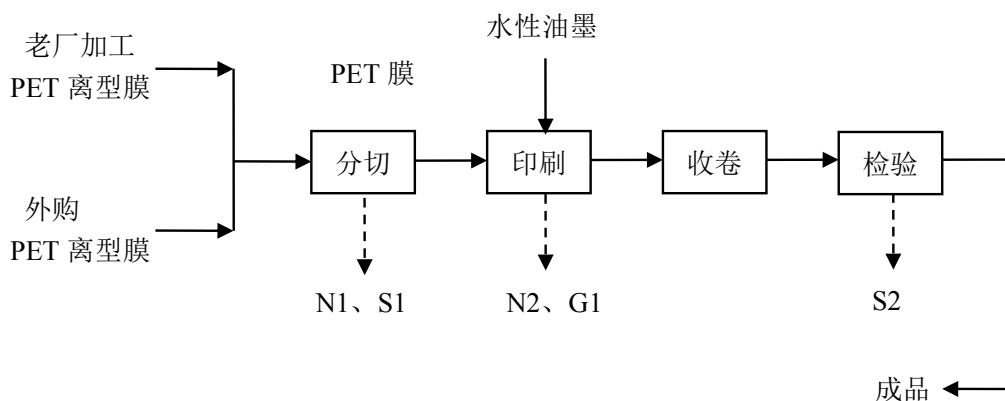 水性油墨
老厂加工
PET 离型膜
PET 膜
分切
印刷
收卷
检验
外购
PET 离型膜
N1、S1
N2、G1
S2
成品